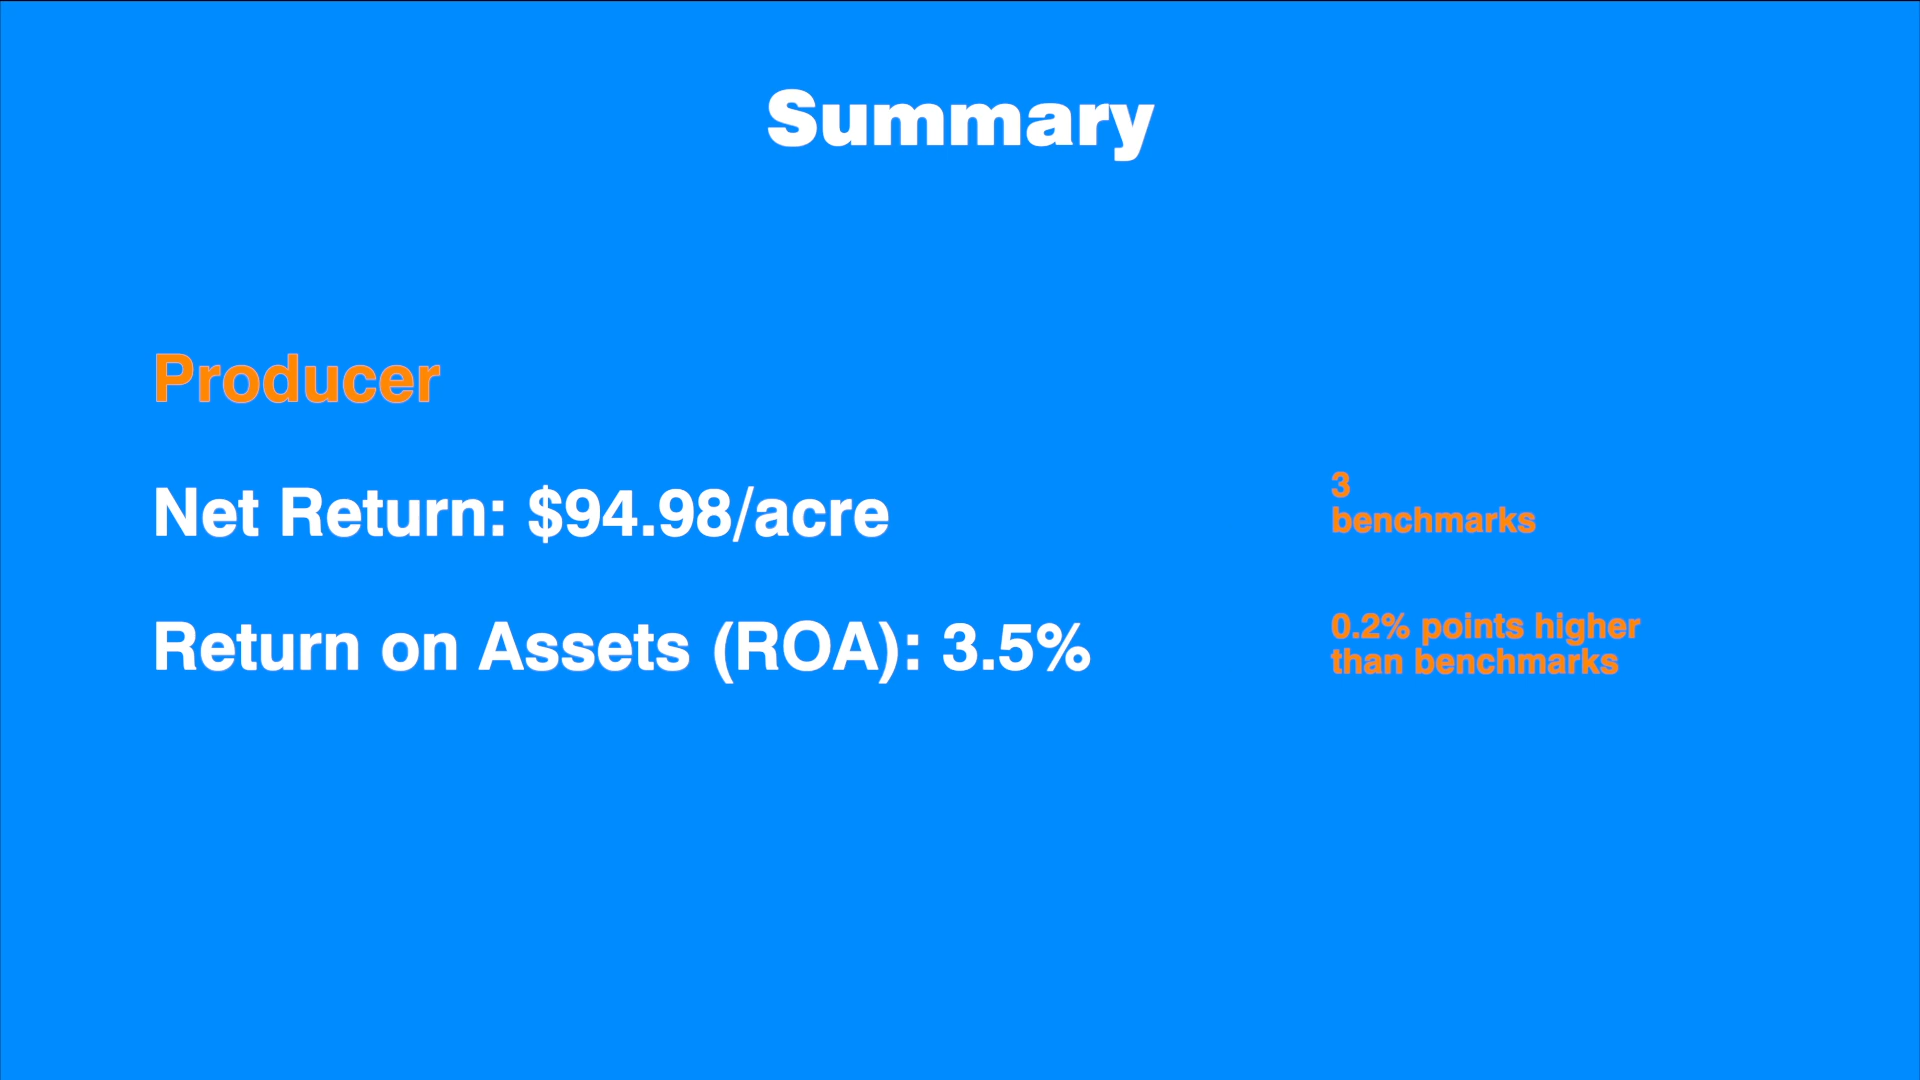 Summary
Producer
Net Return: $94.98/acre
3
benchmarks
Return on Assets (ROA): 3.5%
0.2% points higher
than benchmarks